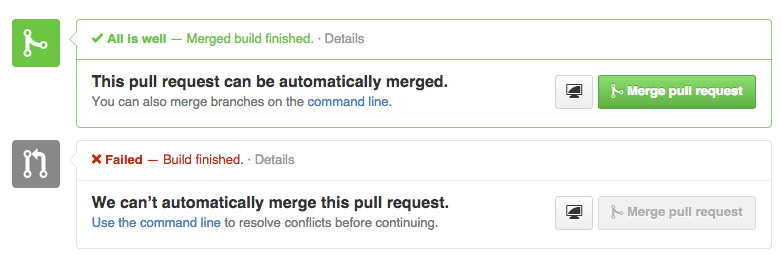 ✔ All is well — Merged build finished. · Details
This pull request can be automatically merged.
You can also merge branches on the command line.
Merge pull request
✖ Failed — Build finished. · Details
We can’t automatically merge this pull request.
Use the command line to resolve conflicts before continuing.
Merge pull request